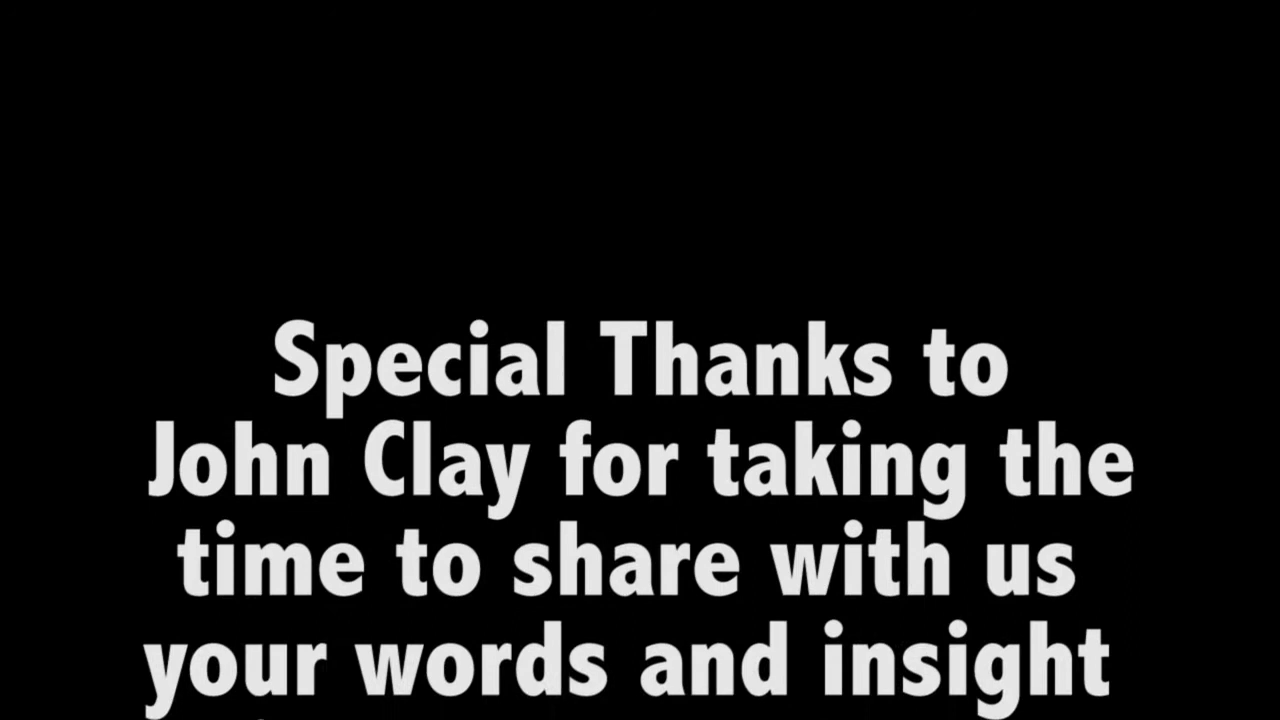 Special Thanks to
John Clay for taking the
time to share with us
your words and insight